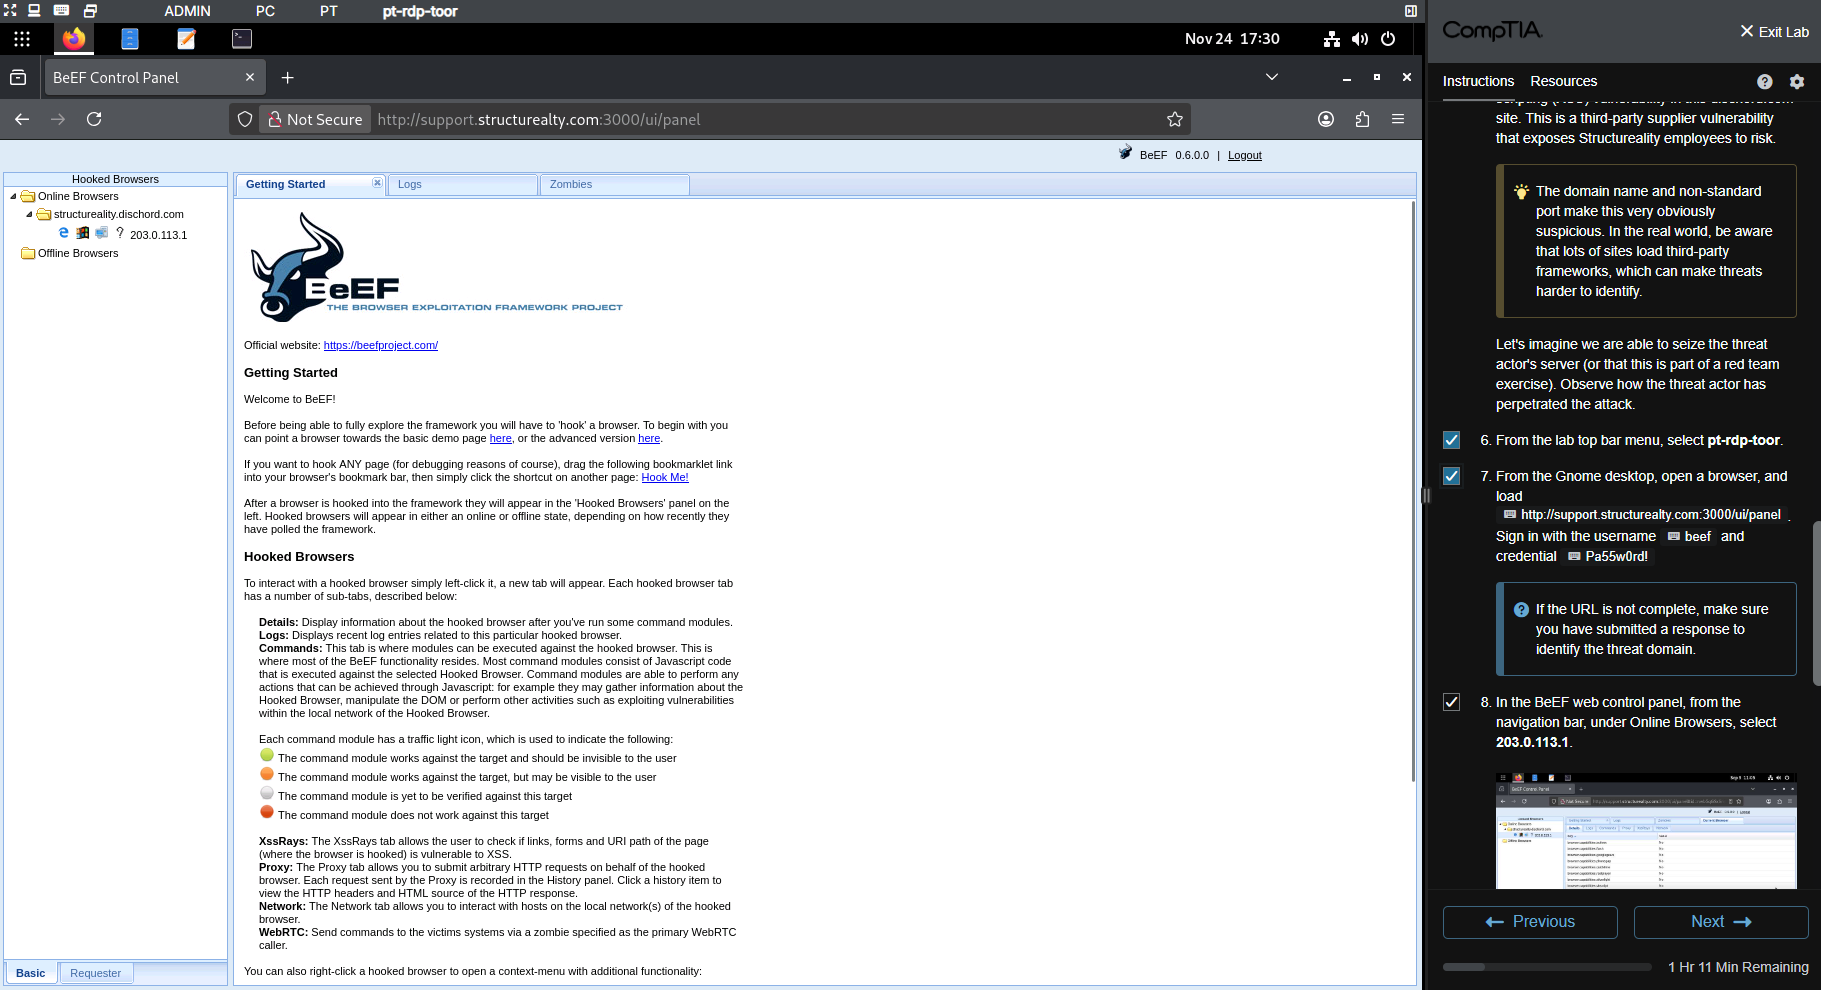 ADMIN PC PT pt-rdp-toor
Nov 24 17:30
BeEF Control Panel
Not Secure http://support.structurealty.com:3000/ui/panel
BeEF 0.6.0.0 | Logout
Hooked Browsers
Online Browsers
structureality.dischord.com
203.0.113.1
Offline Browsers
Basic Requester
Getting Started Logs Zombies
BeEF
THE BROWSER EXPLOITATION FRAMEWORK PROJECT
Official website: https://beefproject.com/
Getting Started
Welcome to BeEF!
Before being able to fully explore the framework you will have to 'hook' a browser. To begin with you
can point a browser towards the basic demo page here, or the advanced version here.
If you want to hook ANY page (for debugging reasons of course), drag the following bookmarklet link
into your browser's bookmark bar, then simply click the shortcut on another page: Hook Me!
After a browser is hooked into the framework they will appear in the 'Hooked Browsers' panel on the
left. Hooked browsers will appear in either an online or offline state, depending on how recently they
have polled the framework.
Hooked Browsers
To interact with a hooked browser simply left-click it, a new tab will appear. Each hooked browser tab
has a number of sub-tabs, described below:
Details: Display information about the hooked browser after you've run some command modules.
Logs: Displays recent log entries related to this particular hooked browser.
Commands: This tab is where modules can be executed against the hooked browser. This is
where most of the BeEF functionality resides. Most command modules consist of Javascript code
that is executed against the selected Hooked Browser. Command modules are able to perform any
actions that can be achieved through Javascript: for example they may gather information about the
Hooked Browser, manipulate the DOM or perform other activities such as exploiting vulnerabilities
within the local network of the Hooked Browser.
Each command module has a traffic light icon, which is used to indicate the following:
The command module works against the target and should be invisible to the user
The command module works against the target, but may be visible to the user
The command module is yet to be verified against this target
The command module does not work against this target
XssRays: The XssRays tab allows the user to check if links, forms and URI path of the page
(where the browser is hooked) is vulnerable to XSS.
Proxy: The Proxy tab allows you to submit arbitrary HTTP requests on behalf of the hooked
browser. Each request sent by the Proxy is recorded in the History panel. Click a history item to
view the HTTP headers and HTML source of the HTTP response.
Network: The Network tab allows you to interact with hosts on the local network(s) of the hooked
browser.
WebRTC: Send commands to the victims systems via a zombie specified as the primary WebRTC
caller.
You can also right-click a hooked browser to open a context-menu with additional functionality:
CompTIA.
Exit Lab
Instructions Resources
site. This is a third-party supplier vulnerability
that exposes Structureality employees to risk.
The domain name and non-standard
port make this very obviously
suspicious. In the real world, be aware
that lots of sites load third-party
frameworks, which can make threats
harder to identify.
Let's imagine we are able to seize the threat
actor's server (or that this is part of a red team
exercise). Observe how the threat actor has
perpetrated the attack.
6. From the lab top bar menu, select pt-rdp-toor.
7. From the Gnome desktop, open a browser, and
load
http://support.structurealty.com:3000/ui/panel .
Sign in with the username beef and
credential Pa55w0rd!
If the URL is not complete, make sure
you have submitted a response to
identify the threat domain.
8. In the BeEF web control panel, from the
navigation bar, under Online Browsers, select
203.0.113.1.
Previous Next
1 Hr 11 Min Remaining